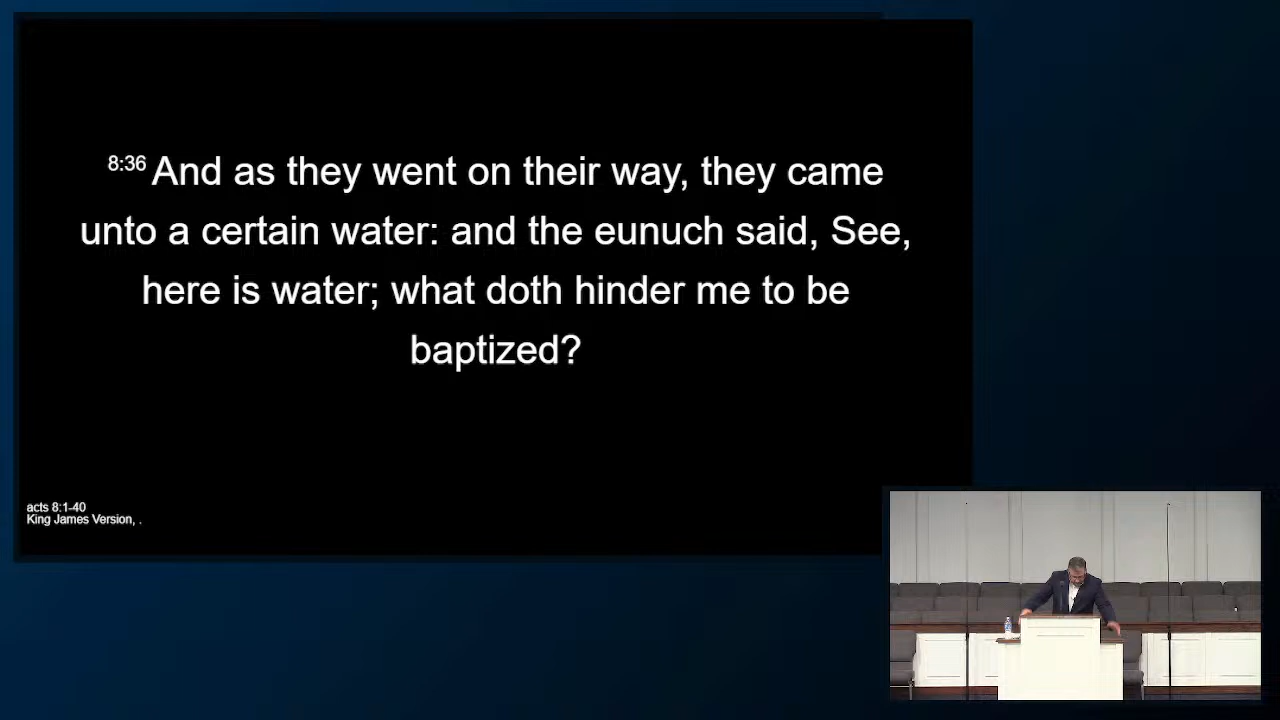 8:36 And as they went on their way, they came
unto a certain water: and the eunuch said, See,
here is water; what doth hinder me to be
baptized?
acts 8:1-40
King James Version, .